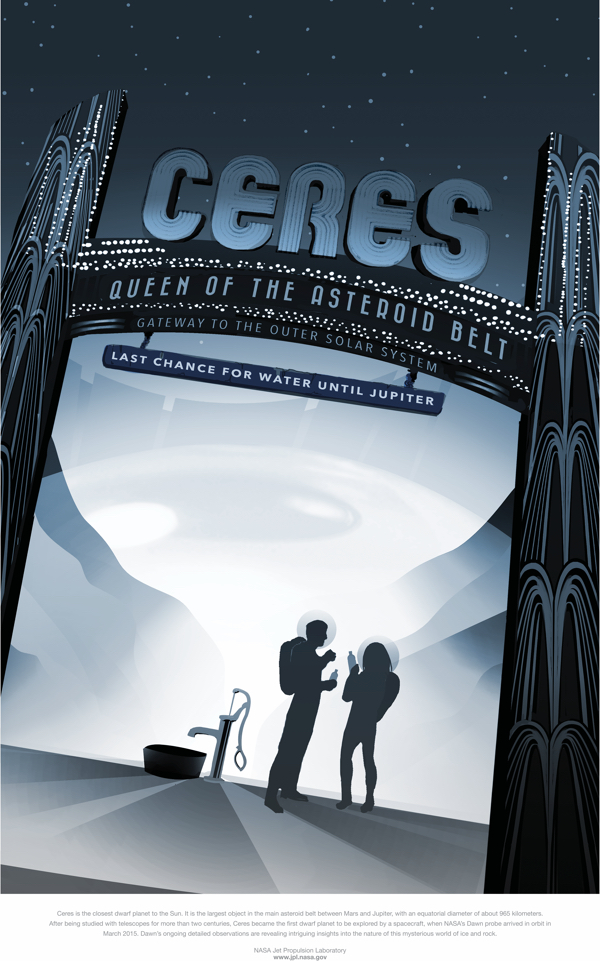 CERES
QUEEN OF THE ASTEROID BELT
GATEWAY TO THE OUTER SOLAR SYSTEM
LAST CHANCE FOR WATER UNTIL JUPITER
Ceres is the closest dwarf planet to the Sun. It is the largest object in the main asteroid belt between Mars and Jupiter, with an equatorial diameter of about 965 kilometers.
After being studied with telescopes for more than two centuries, Ceres became the first dwarf planet to be explored by a spacecraft, when NASA's Dawn probe arrived in orbit in
March 2015. Dawn's ongoing detailed observations are revealing intriguing insights into the nature of this mysterious world of ice and rock.
NASA Jet Propulsion Laboratory
www.jpl.nasa.gov